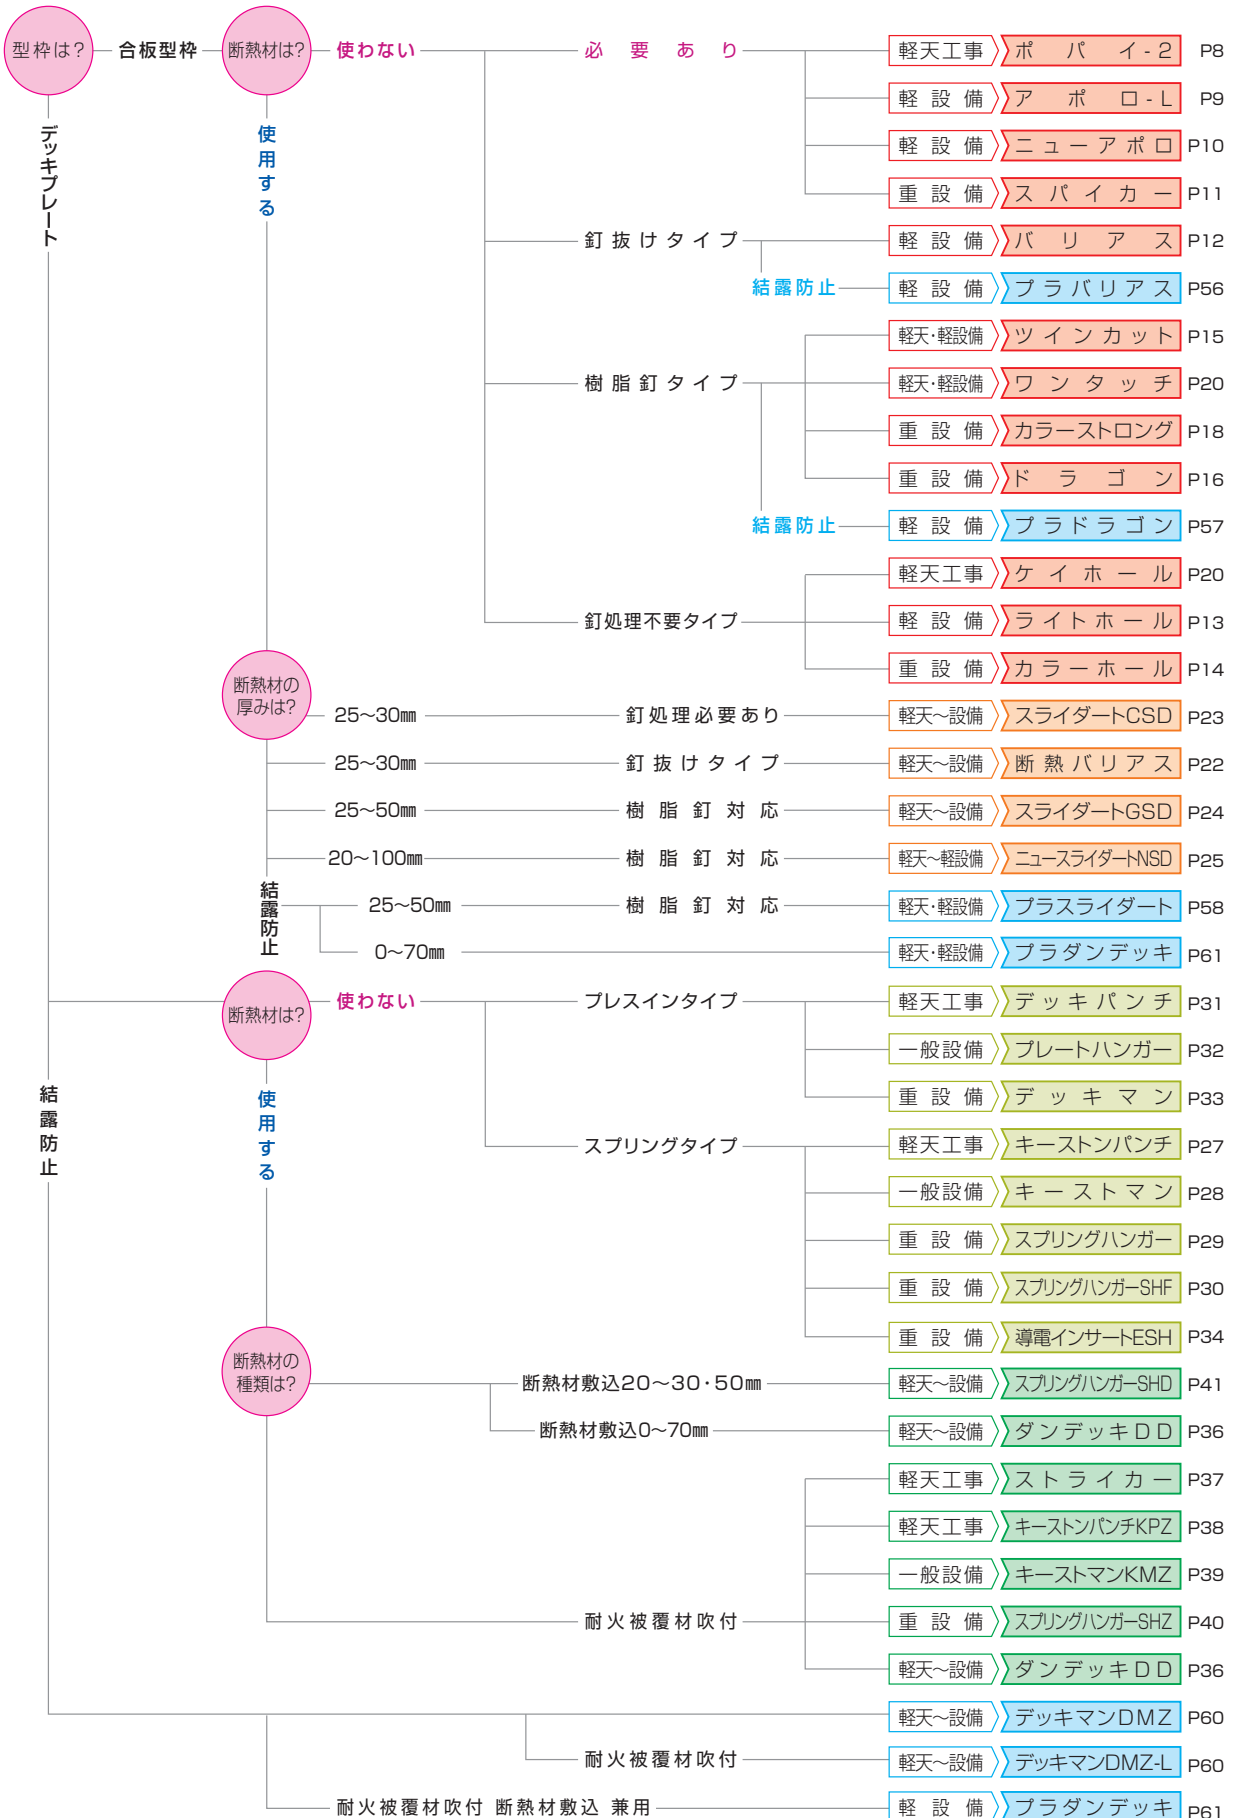 型枠は？ 合板型枠 断熱材は？ 使わない 必要あり 軽天工事 ポパイ-2 P8
軽設備 アポロ-L P9
軽設備 ニューアポロ P10
重設備 スパイカー P11
デッキプレート
使用する
釘抜けタイプ 軽設備 バリアス P12
結露防止 軽設備 プラバリアス P56
軽天・軽設備 ツインカット P15
樹脂釘タイプ 軽天・軽設備 ワンタッチ P20
重設備 カラーストロング P18
重設備 ドラゴン P16
結露防止 軽設備 プラドラゴン P57
軽天工事 ケイホール P20
釘処理不要タイプ 軽設備 ライトホール P13
重設備 カラーホール P14
断熱材の
厚みは？
25〜30㎜ 釘処理必要あり 軽天〜設備 スライダートCSD P23
25〜30㎜ 釘抜けタイプ 軽天〜設備 断熱バリアス P22
25〜50㎜ 樹脂釘対応 軽天〜設備 スライダートGSD P24
20〜100㎜ 樹脂釘対応 軽天〜軽設備 ニュースライダートNSD P25
結露防止
25〜50㎜ 樹脂釘対応 軽天・軽設備 プラスライダート P58
0〜70㎜ 軽天・軽設備 プラダンデッキ P61
断熱材は？ 使わない プレスインタイプ 軽天工事 デッキパンチ P31
一般設備 プレートハンガー P32
重設備 デッキマン P33
結露防止
使用する
スプリングタイプ 軽天工事 キーストンパンチ P27
一般設備 キーストマン P28
重設備 スプリングハンガー P29
重設備 スプリングハンガーSHF P30
重設備 導電インサートESH P34
断熱材の
種類は？
断熱材敷込20〜30・50㎜ 軽天〜設備 スプリングハンガーSHD P41
断熱材敷込0〜70㎜ 軽天〜設備 ダンデッキDD P36
軽天工事 ストライカー P37
軽天工事 キーストンパンチKPZ P38
一般設備 キーストマンKMZ P39
耐火被覆材吹付 重設備 スプリングハンガーSHZ P40
軽天〜設備 ダンデッキDD P36
軽天〜設備 デッキマンDMZ P60
耐火被覆材吹付 軽天〜設備 デッキマンDMZ-L P60
耐火被覆材吹付 断熱材敷込 兼用 軽設備 プラダンデッキ P61